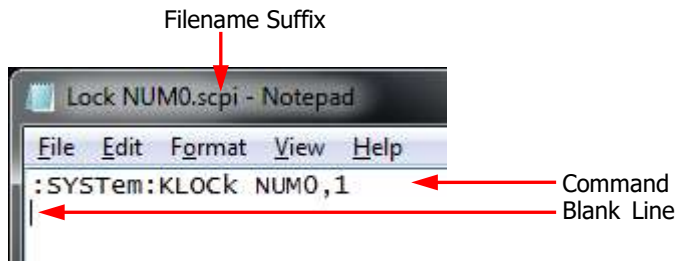 Filename Suffix
Lock NUM0.scpi - Notepad
File Edit Format View Help
:SYSTem:KLOCk NUM0,1
Command
Blank Line